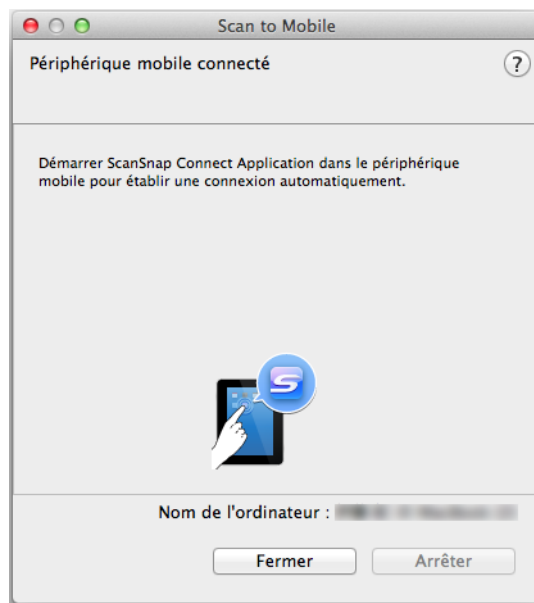 Scan to Mobile
Périphérique mobile connecté
?
Démarrer ScanSnap Connect Application dans le périphérique
mobile pour établir une connexion automatiquement.
S
Nom de l'ordinateur :
Fermer
Arrêter